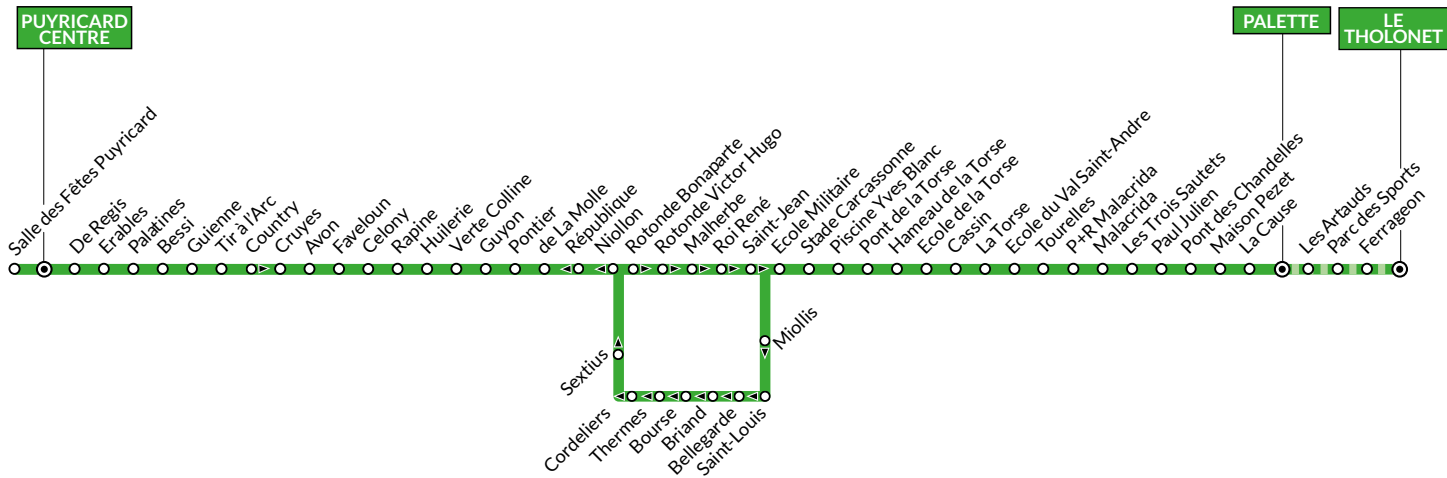 PUYRICARD
CENTRE
PALETTE
LE
THOLONET
Salle des Fêtes Puyricard
De Regis
Erables
Palatines
Bessi
Guienne
Tir à l'Arc
Country
Cruyes
Avon
Faveloun
Celony
Rapine
Huilerie
Verte Colline
Guyon
Pontier
de La Molle
République
Niollon
Rotonde Bonaparte
Rotonde Victor Hugo
Malherbe
Roi René
Saint-Jean
Ecole Militaire
Stade Carcassonne
Piscine Yves Blanc
Pont de la Torse
Hameau de la Torse
Ecole de la Torse
Cassin
La Torse
Ecole du Val Saint-Andre
Tourelles
P+R Malacrida
Malacrida
Les Trois Sautets
Paul Julien
Pont des Chandelles
Maison Pezet
La Cause
Les Artauds
Parc des Sports
Ferrageon
Sextius
Miollis
Cordeliers
Thermes
Bourse
Briand
Bellegarde
Saint-Louis